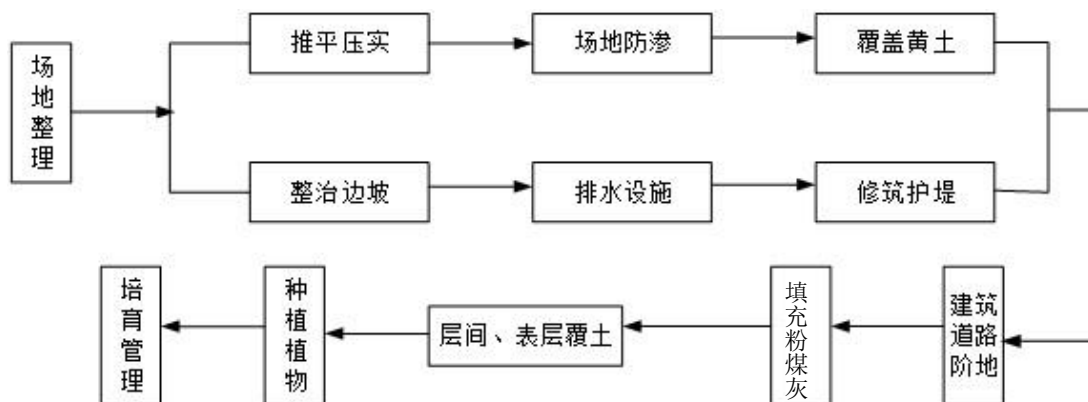 场地整理
推平压实
场地防渗
覆盖黄土
整治边坡
排水设施
修筑护堤
建筑
道路
阶地
填充粉煤灰
层间、表层覆土
种植植物
培育管理